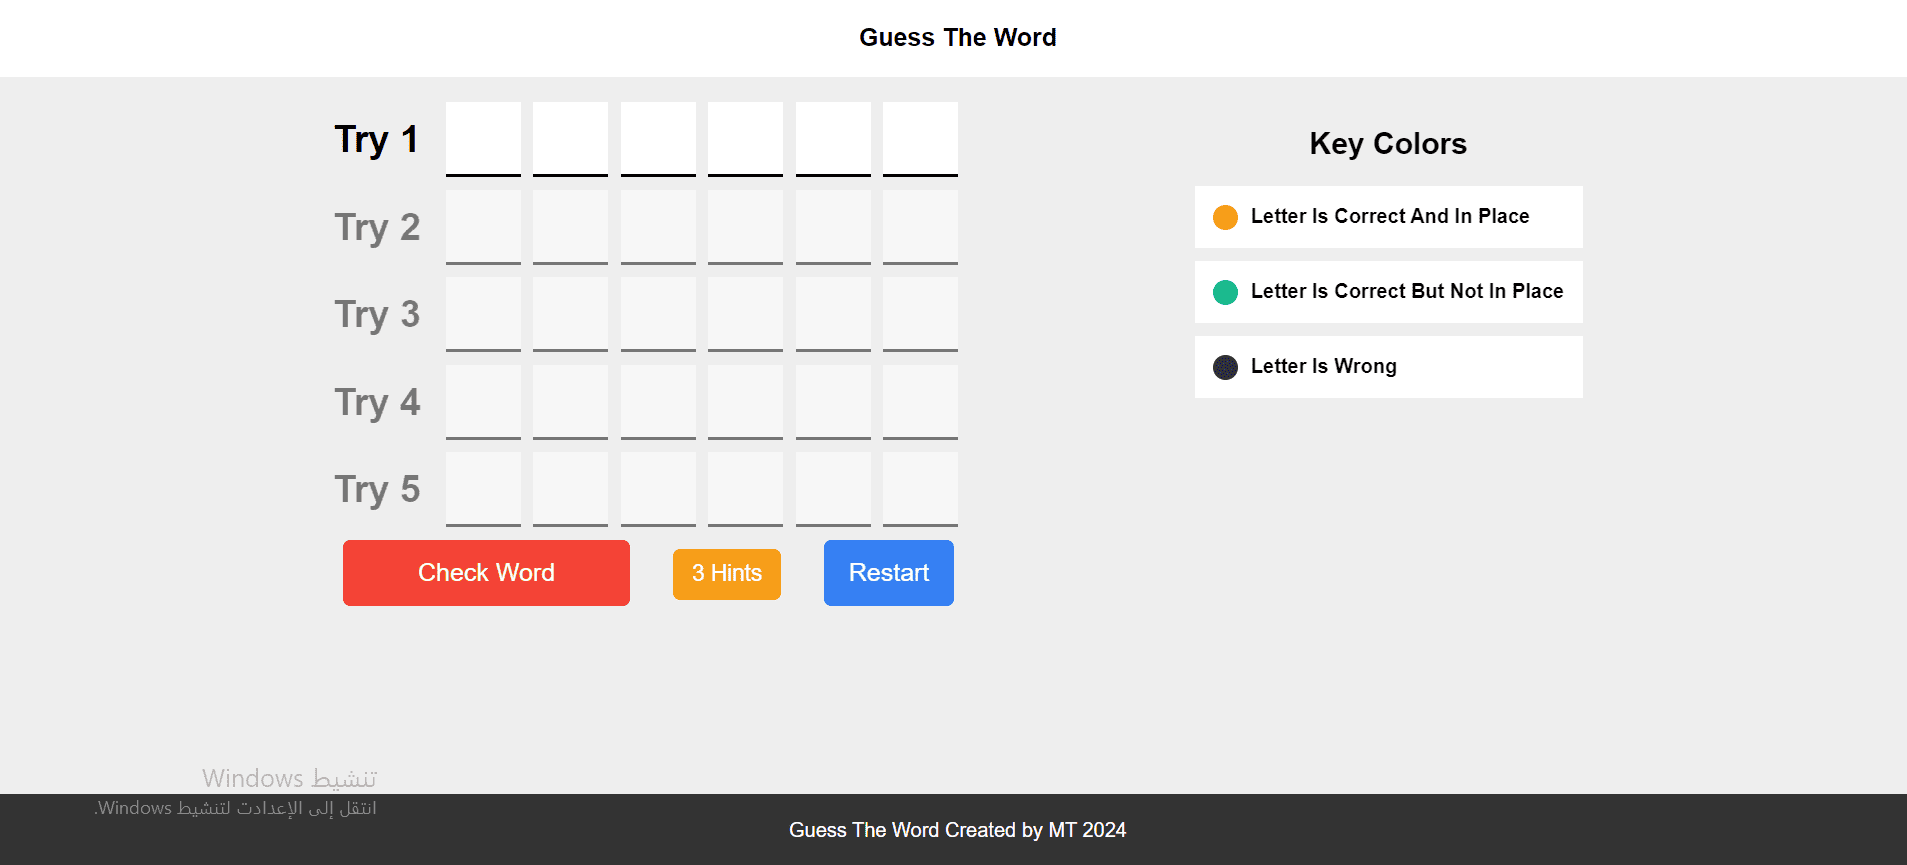 Guess The Word
Try 1
Try 2
Try 3
Try 4
Try 5
Check Word
3 Hints
Restart
Key Colors
Letter Is Correct And In Place
Letter Is Correct But Not In Place
Letter Is Wrong
تنشيط Windows
انتقل إلى الإعدادت لتنشيط Windows.
Guess The Word Created by MT 2024